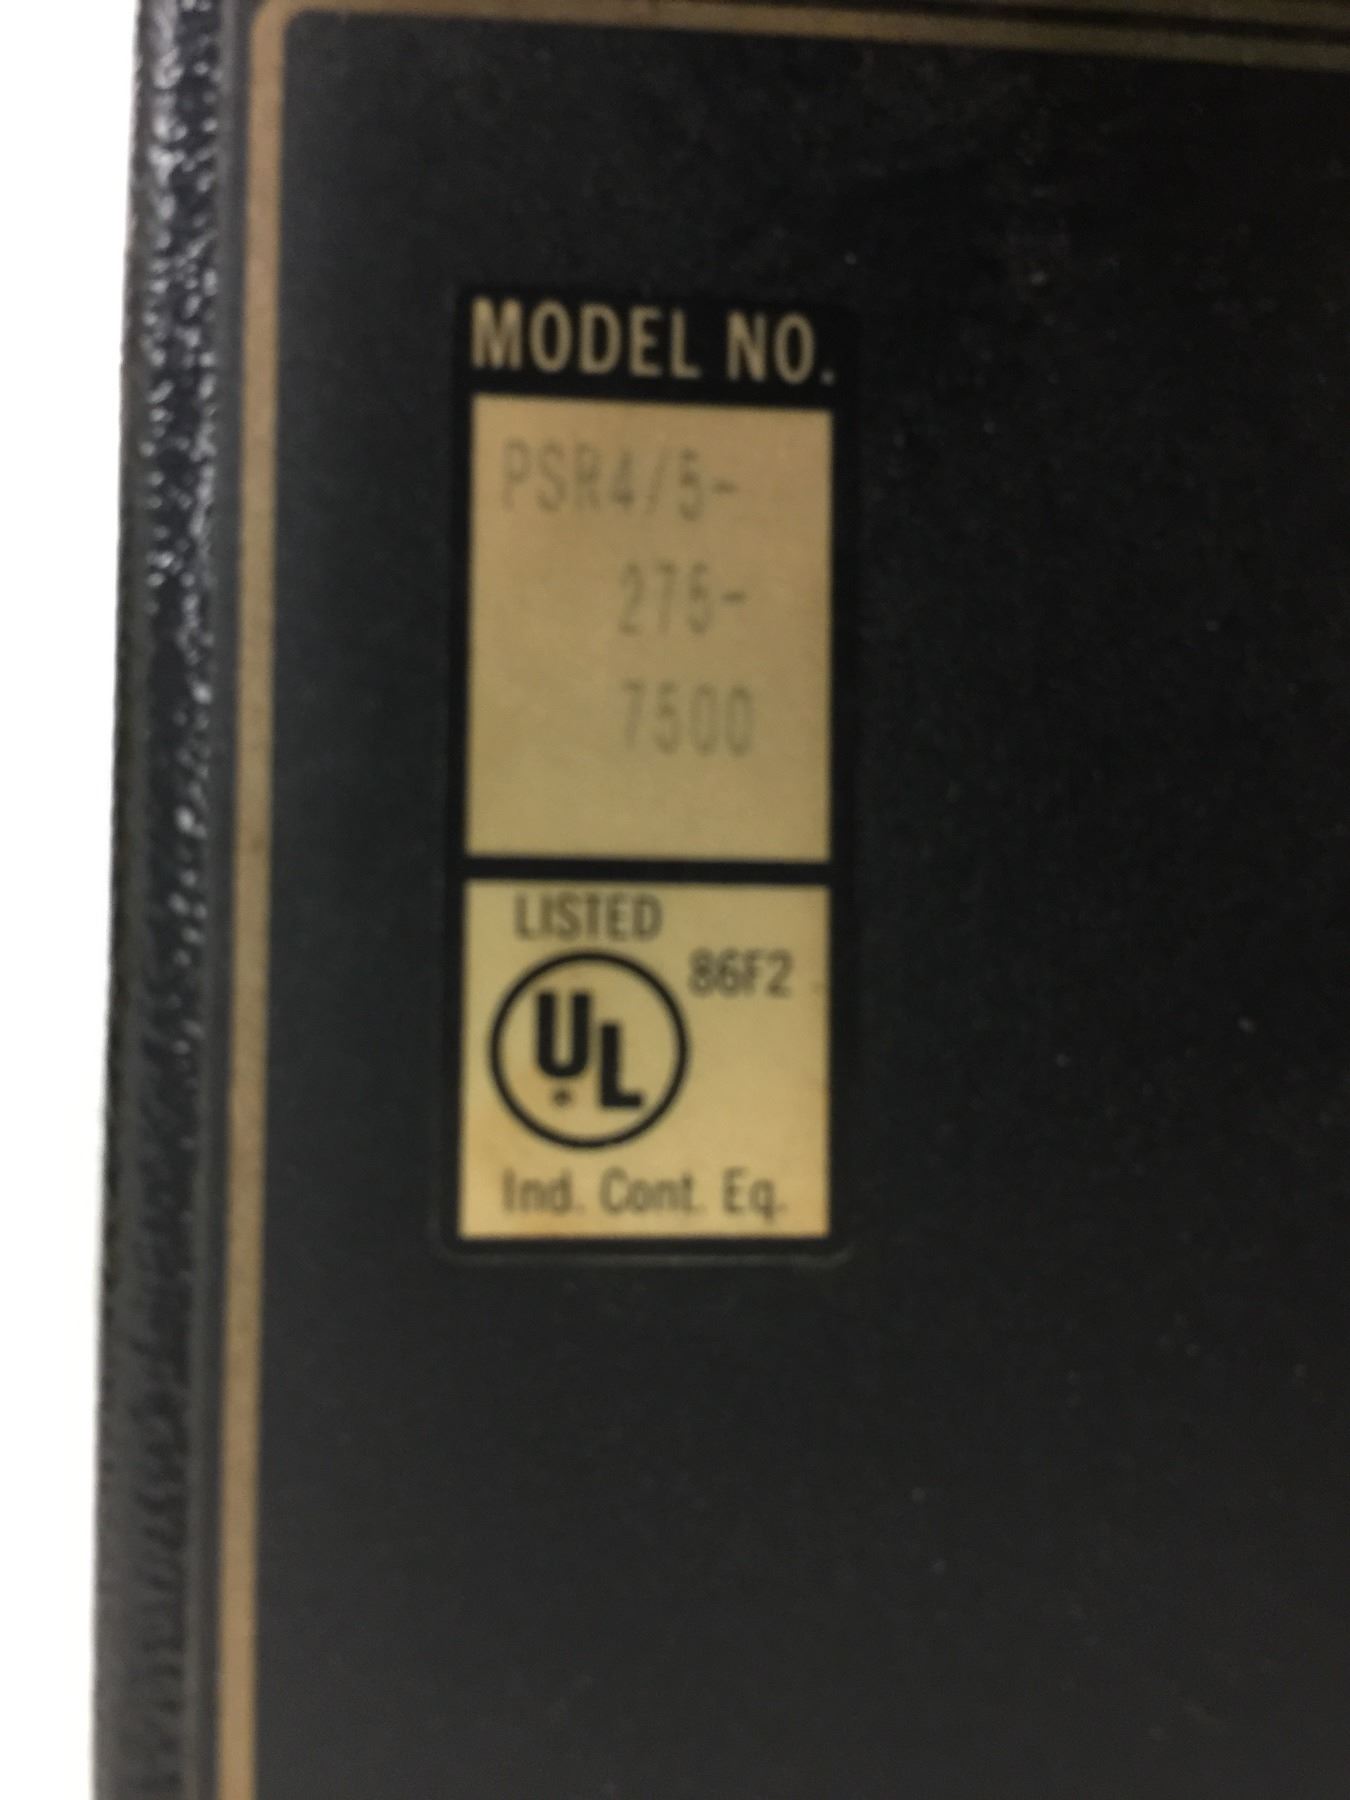 MODEL NO.
PSR4/5-
275-
7500
LISTED
86F2
UL
Ind. Cont. Eq.